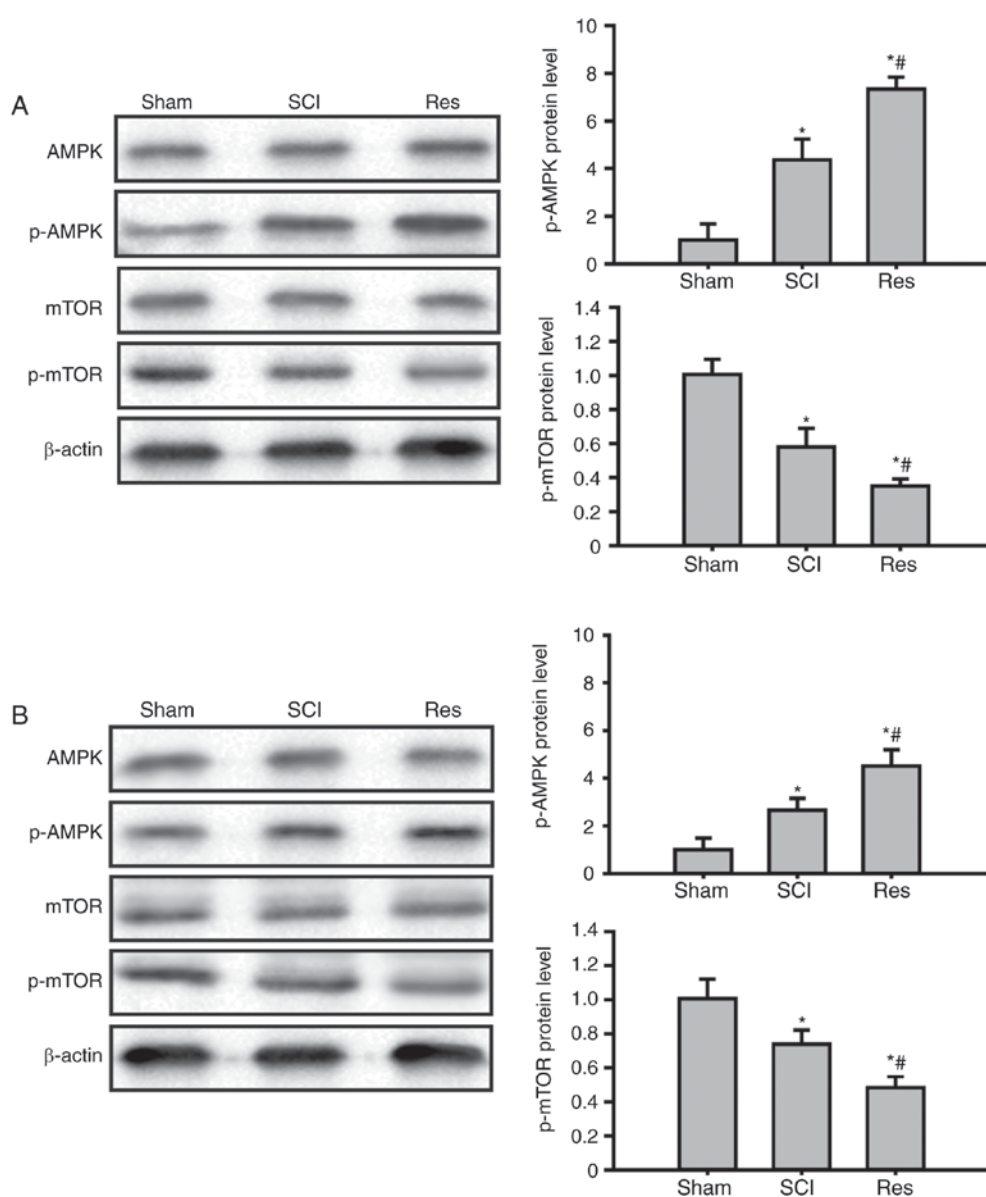 A
Sham SCI Res
AMPK
p-AMPK
mTOR
p-mTOR
β-actin
p-AMPK protein level
10
8
6
4
2
0
*
*#
Sham SCI Res
p-mTOR protein level
1.4
1.2
1.0
0.8
0.6
0.4
0.2
0
*
*#
Sham SCI Res
B
Sham SCI Res
AMPK
p-AMPK
mTOR
p-mTOR
β-actin
p-AMPK protein level
10
8
6
4
2
0
*
*#
Sham SCI Res
p-mTOR protein level
1.4
1.2
1.0
0.8
0.6
0.4
0.2
0
*
*#
Sham SCI Res